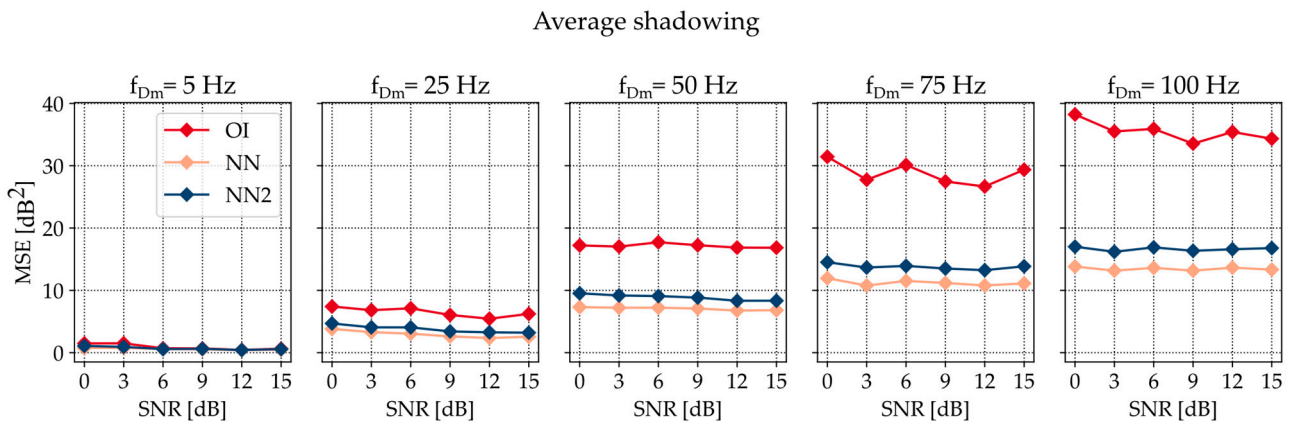 Average shadowing
f_Dm= 5 Hz
f_Dm= 25 Hz
f_Dm= 50 Hz
f_Dm= 75 Hz
f_Dm= 100 Hz
MSE [dB²]
40
30
20
10
0
OI
NN
NN2
0 3 6 9 12 15
0 3 6 9 12 15
0 3 6 9 12 15
0 3 6 9 12 15
0 3 6 9 12 15
SNR [dB]
SNR [dB]
SNR [dB]
SNR [dB]
SNR [dB]